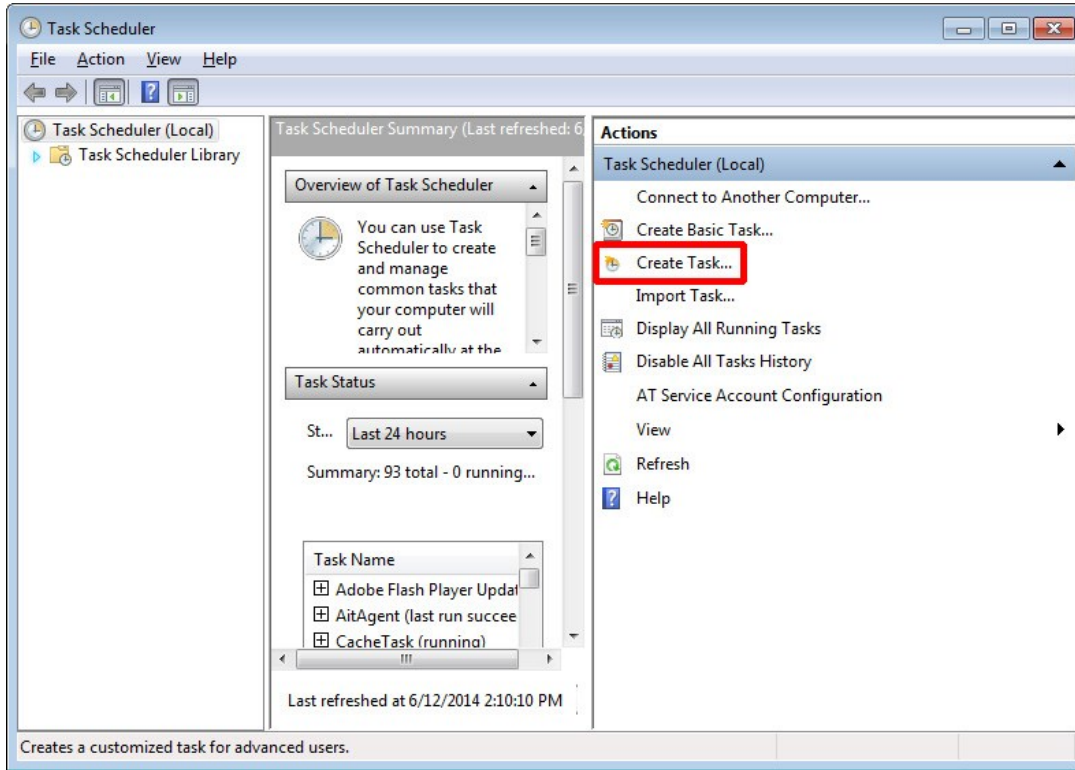 Task Scheduler
File Action View Help
Task Scheduler (Local)
Task Scheduler Library
Task Scheduler Summary (Last refreshed: 6
Overview of Task Scheduler
You can use Task
Scheduler to create
and manage
common tasks that
your computer will
carry out
automatically at the
Task Status
St... Last 24 hours
Summary: 93 total - 0 running...
Task Name
Adobe Flash Player Updat
AitAgent (last run succee
CacheTask (running)
Last refreshed at 6/12/2014 2:10:10 PM
Actions
Task Scheduler (Local)
Connect to Another Computer...
Create Basic Task...
Create Task...
Import Task...
Display All Running Tasks
Disable All Tasks History
AT Service Account Configuration
View
Refresh
Help
Creates a customized task for advanced users.